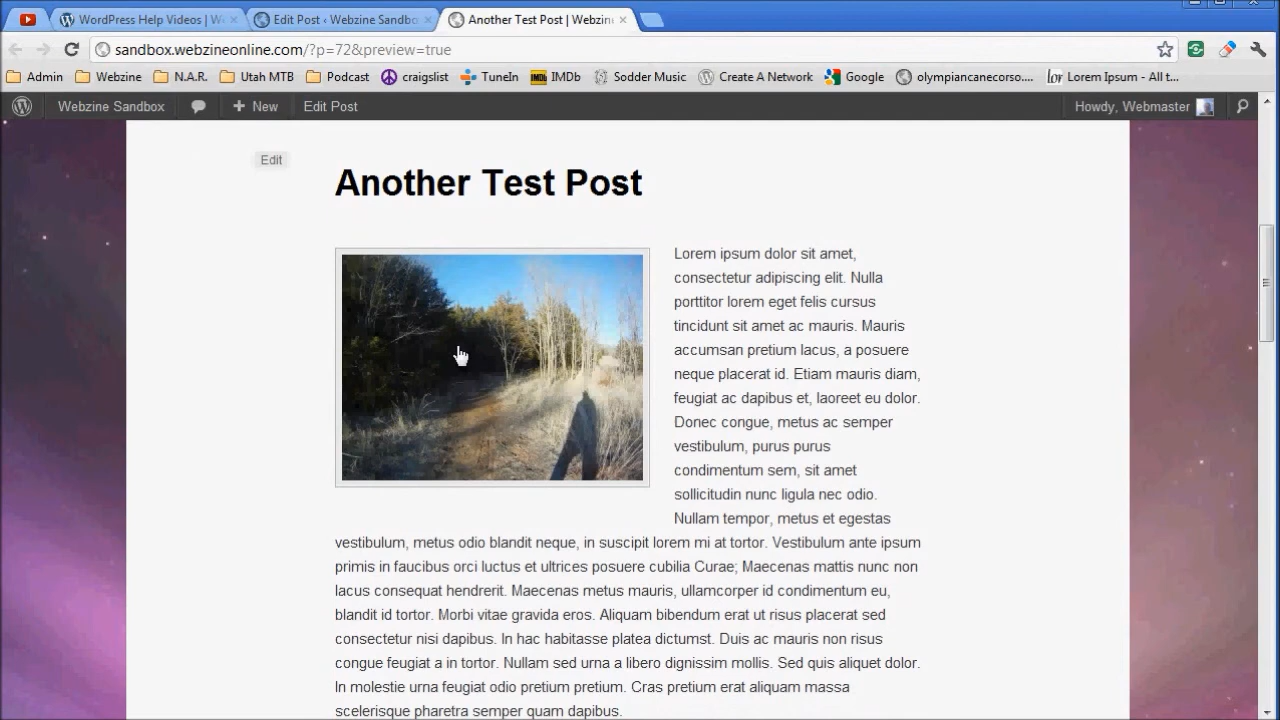 WordPress Help Videos | W
Edit Post ‹ Webzine Sandbo
Another Test Post | Webzin
sandbox.webzineonline.com/?p=72&preview=true
Admin
Webzine
N.A.R.
Utah MTB
Podcast
craigslist
TuneIn
IMDb
IMDb
Sodder Music
Create A Network
Google
olympiancanecorso....
lor
Lorem Ipsum - All t...
Webzine Sandbox
New
Edit Post
Howdy, Webmaster
Edit
Another Test Post
Lorem ipsum dolor sit amet,
consectetur adipiscing elit. Nulla
porttitor lorem eget felis cursus
tincidunt sit amet ac mauris. Mauris
accumsan pretium lacus, a posuere
neque placerat id. Etiam mauris diam,
feugiat ac dapibus et, laoreet eu dolor.
Donec congue, metus ac semper
vestibulum, purus purus
condimentum sem, sit amet
sollicitudin nunc ligula nec odio.
Nullam tempor, metus et egestas
vestibulum, metus odio blandit neque, in suscipit lorem mi at tortor. Vestibulum ante ipsum
primis in faucibus orci luctus et ultrices posuere cubilia Curae; Maecenas mattis nunc non
lacus consequat hendrerit. Maecenas metus mauris, ullamcorper id condimentum eu,
blandit id tortor. Morbi vitae gravida eros. Aliquam bibendum erat ut risus placerat sed
consectetur nisi dapibus. In hac habitasse platea dictumst. Duis ac mauris non risus
congue feugiat a in tortor. Nullam sed urna a libero dignissim mollis. Sed quis aliquet dolor.
In molestie urna feugiat odio pretium pretium. Cras pretium erat aliquam massa
scelerisque pharetra semper quam dapibus.